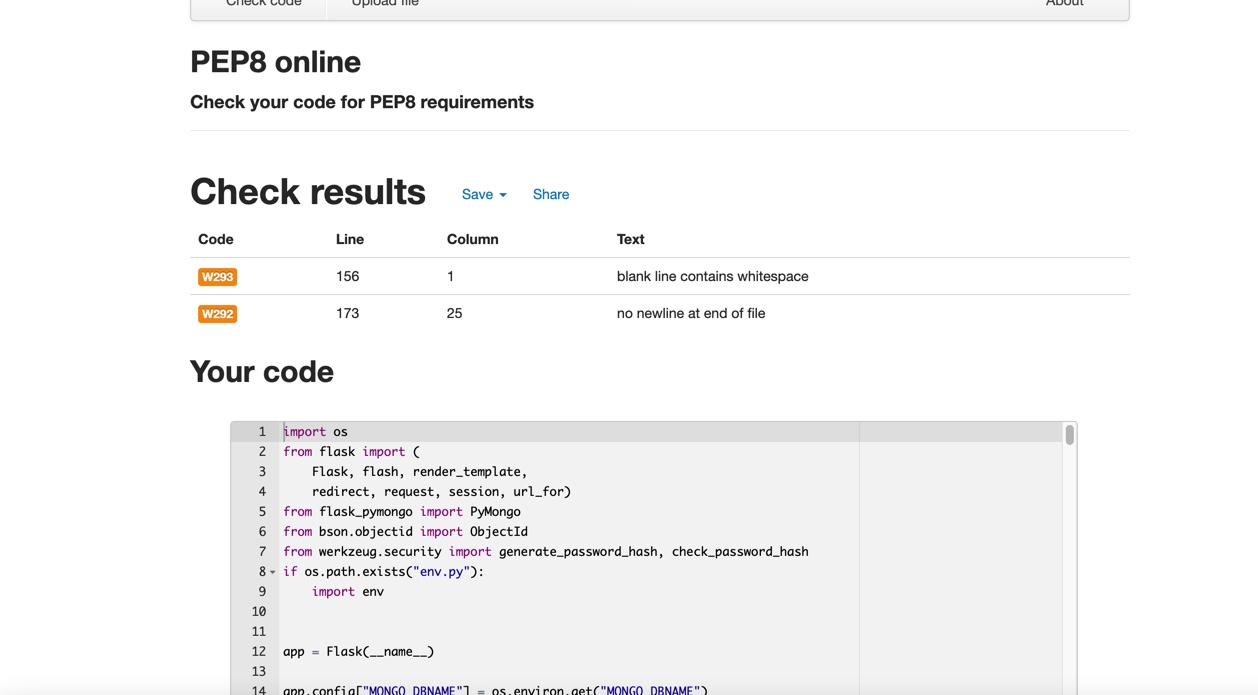 Check code Upload file About
PEP8 online
Check your code for PEP8 requirements
Check results Save Share
Code Line Column Text
W293 156 1 blank line contains whitespace
W292 173 25 no newline at end of file
Your code
1 import os
2 from flask import (
3     Flask, flash, render_template,
4     redirect, request, session, url_for)
5 from flask_pymongo import PyMongo
6 from bson.objectid import ObjectId
7 from werkzeug.security import generate_password_hash, check_password_hash
8 if os.path.exists("env.py"):
9     import env
10
11
12 app = Flask(__name__)
13
14 app.config["MONGO_DBNAME"] = os.environ.get("MONGO_DBNAME")